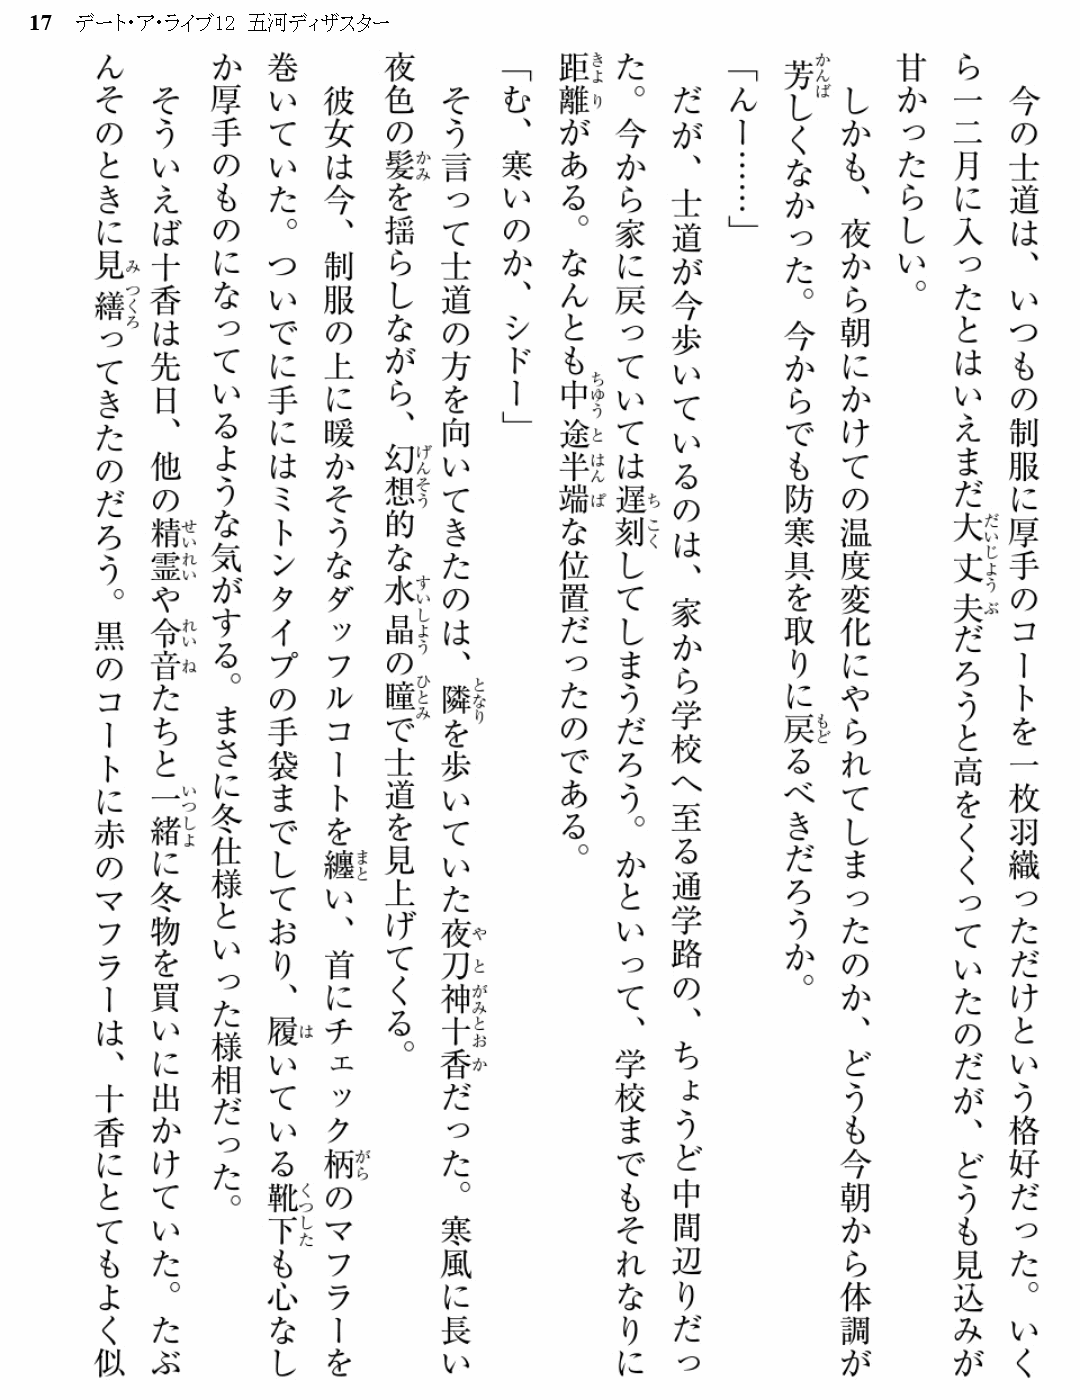 17 デート・ア・ライブ12 五河ディザスター
今の士道は、いつもの制服に厚手のコートを一枚羽織っただけという格好だった。いく
ら一二月に入ったとはいえまだ大丈夫だろうと高をくくっていたのだが、どうも見込みが
甘かったらしい。
しかも、夜から朝にかけての温度変化にやられてしまったのか、どうも今朝から体調が
芳しくなかった。今からでも防寒具を取りに戻るべきだろうか。
「んー……」
だが、士道が今歩いているのは、家から学校へ至る通学路の、ちょうど中間辺りだっ
た。今から家に戻っていては遅刻してしまうだろう。かといって、学校までもそれなりに
距離がある。なんとも中途半端な位置だったのである。
「む、寒いのか、シドー」
そう言って士道の方を向いてきたのは、隣を歩いていた夜刀神十香だった。寒風に長い
夜色の髪を揺らしながら、幻想的な水晶の瞳で士道を見上げてくる。
彼女は今、制服の上に暖かそうなダッフルコートを纏い、首にチェック柄のマフラーを
巻いていた。ついでに手にはミトンタイプの手袋までしており、履いている靴下も心なし
か厚手のものになっているような気がする。まさに冬仕様といった様相だった。
そういえば十香は先日、他の精霊や令音たちと一緒に冬物を買いに出かけていた。たぶ
んそのときに見繕ってきたのだろう。黒のコートに赤のマフラーは、十香にとてもよく似